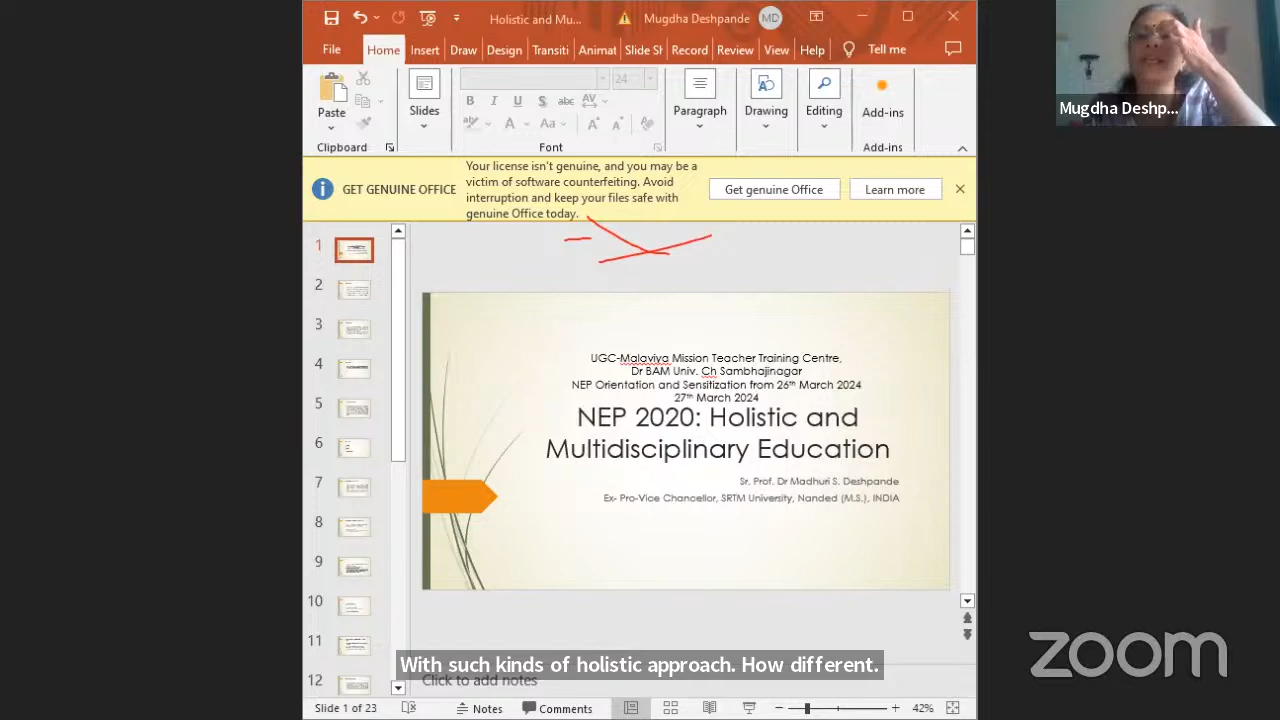 Holistic and Mu...
Mugdha Deshpande
MD
File
Home
Insert
Draw
Design
Transiti
Animat
Slide Sh
Record
Review
View
Help
Tell me
Paste
Slides
24
B I U S abc AV
A Aa A A
Paragraph
Drawing
Editing
Add-ins
Clipboard
Font
Add-ins
GET GENUINE OFFICE
Your license isn't genuine, and you may be a
victim of software counterfeiting. Avoid
interruption and keep your files safe with
genuine Office today.
Get genuine Office
Learn more
1
2
3
4
5
6
7
8
9
10
11
12
UGC-Malaviya Mission Teacher Training Centre,
Dr BAM Univ. Ch Sambhajinagar
NEP Orientation and Sensitization from 26th March 2024
27th March 2024
NEP 2020: Holistic and
Multidisciplinary Education
Sr. Prof. Dr Madhuri S. Deshpande
Ex- Pro-Vice Chancellor, SRTM University, Nanded (M.S.), INDIA
With such kinds of holistic approach. How different.
Click to add notes
Slide 1 of 23
Notes
Comments
42%
Mugdha Deshp...
zoom